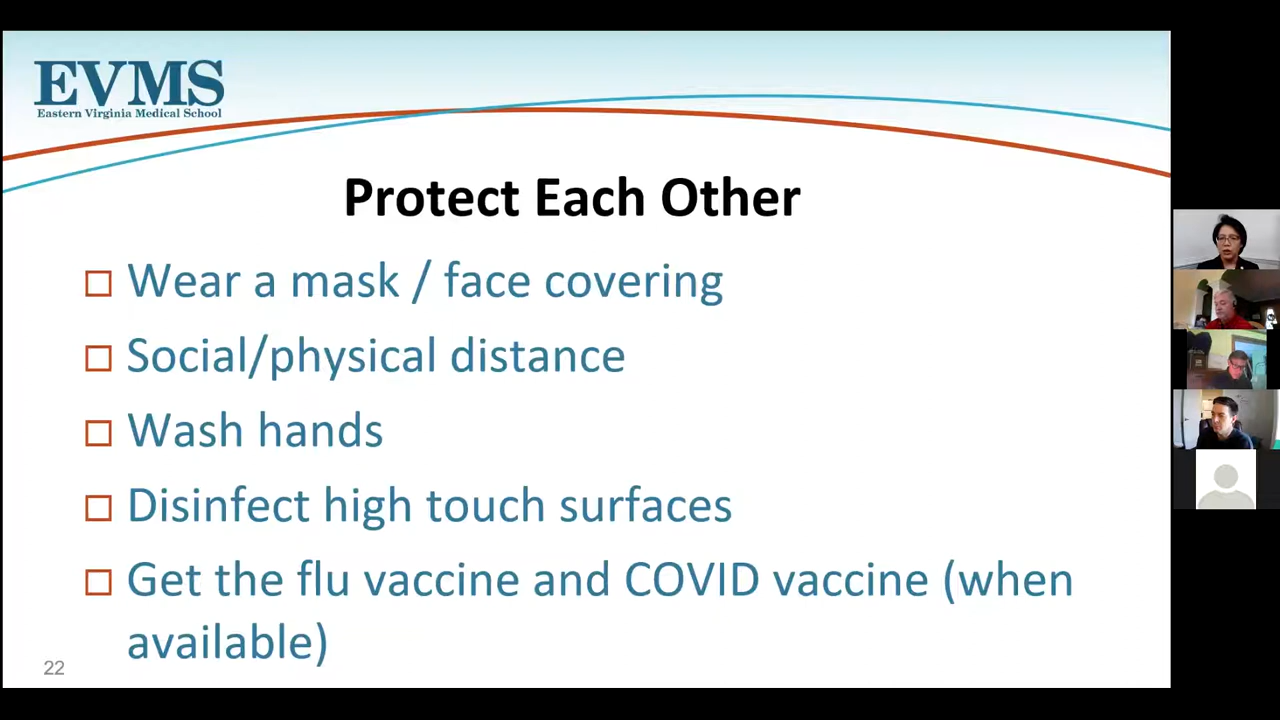 EVMS
Eastern Virginia Medical School
Protect Each Other
Wear a mask / face covering
Social/physical distance
Wash hands
Disinfect high touch surfaces
Get the flu vaccine and COVID vaccine (when
available)
22